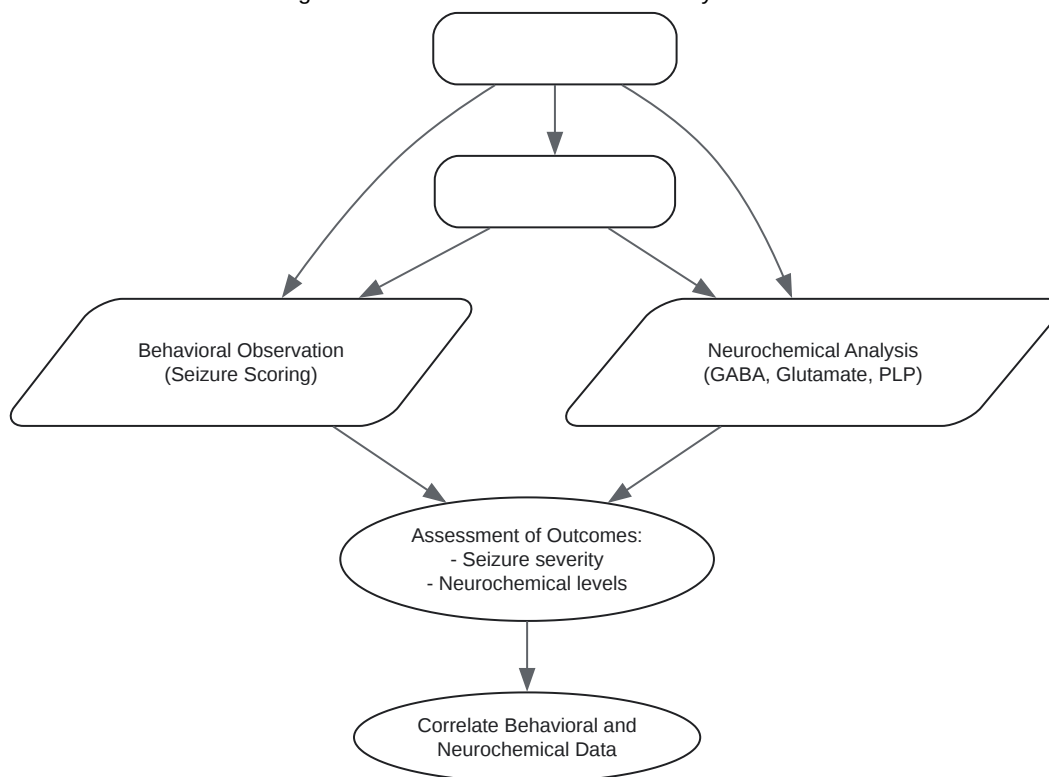 Behavioral Observation
(Seizure Scoring)
Neurochemical Analysis
(GABA, Glutamate, PLP)
Assessment of Outcomes:
- Seizure severity
- Neurochemical levels
Correlate Behavioral and
Neurochemical Data